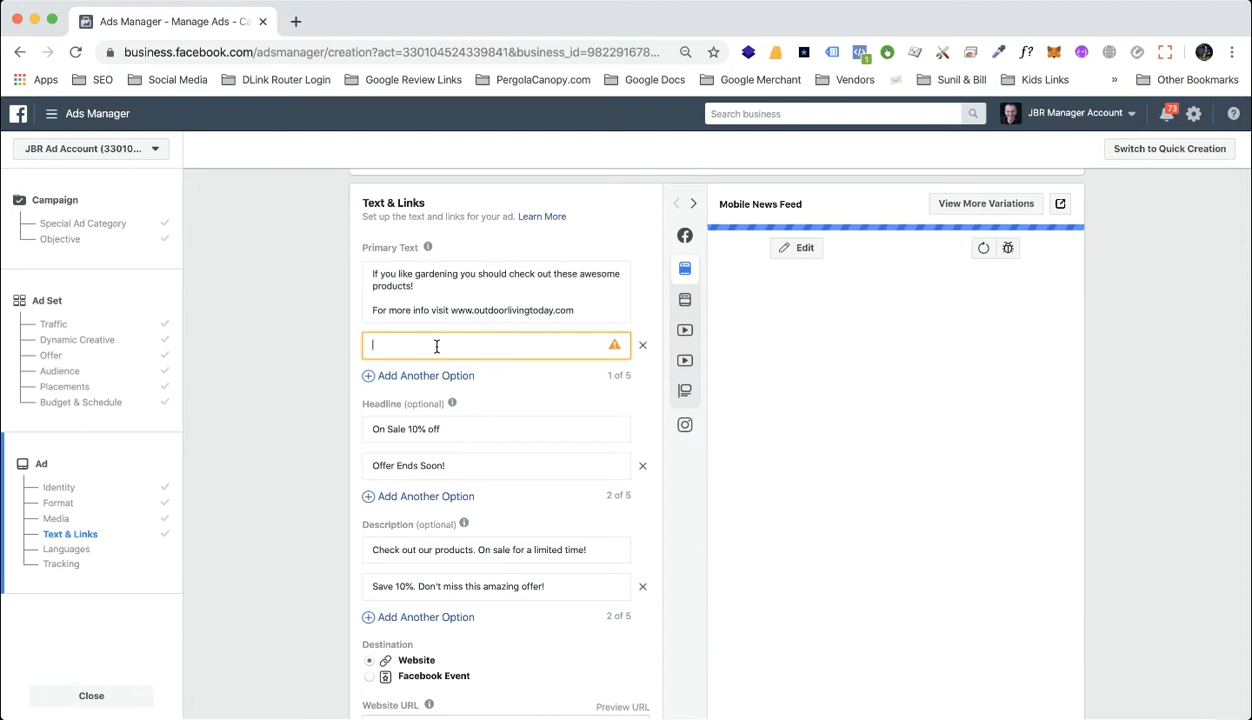 Ads Manager - Manage Ads - C
business.facebook.com/adsmanager/creation?act=330104524339841&business_id=982291678...
Apps SEO Social Media DLink Router Login Google Review Links PergolaCanopy.com Google Docs Google Merchant Vendors Sunil & Bill Kids Links » Other Bookmarks
Ads Manager Search business JBR Manager Account 73
JBR Ad Account (33010... Switch to Quick Creation
Campaign
Special Ad Category
Objective
Ad Set
Traffic
Dynamic Creative
Offer
Audience
Placements
Budget & Schedule
Ad
Identity
Format
Media
Text & Links
Languages
Tracking
Close
Text & Links
Set up the text and links for your ad. Learn More
Primary Text
If you like gardening you should check out these awesome
products!
For more info visit www.outdoorlivingtoday.com
Add Another Option 1 of 5
Headline (optional)
On Sale 10% off
Offer Ends Soon!
Add Another Option 2 of 5
Description (optional)
Check out our products. On sale for a limited time!
Save 10%. Don't miss this amazing offer!
Add Another Option 2 of 5
Destination
Website
Facebook Event
Website URL Preview URL
Mobile News Feed View More Variations
Edit